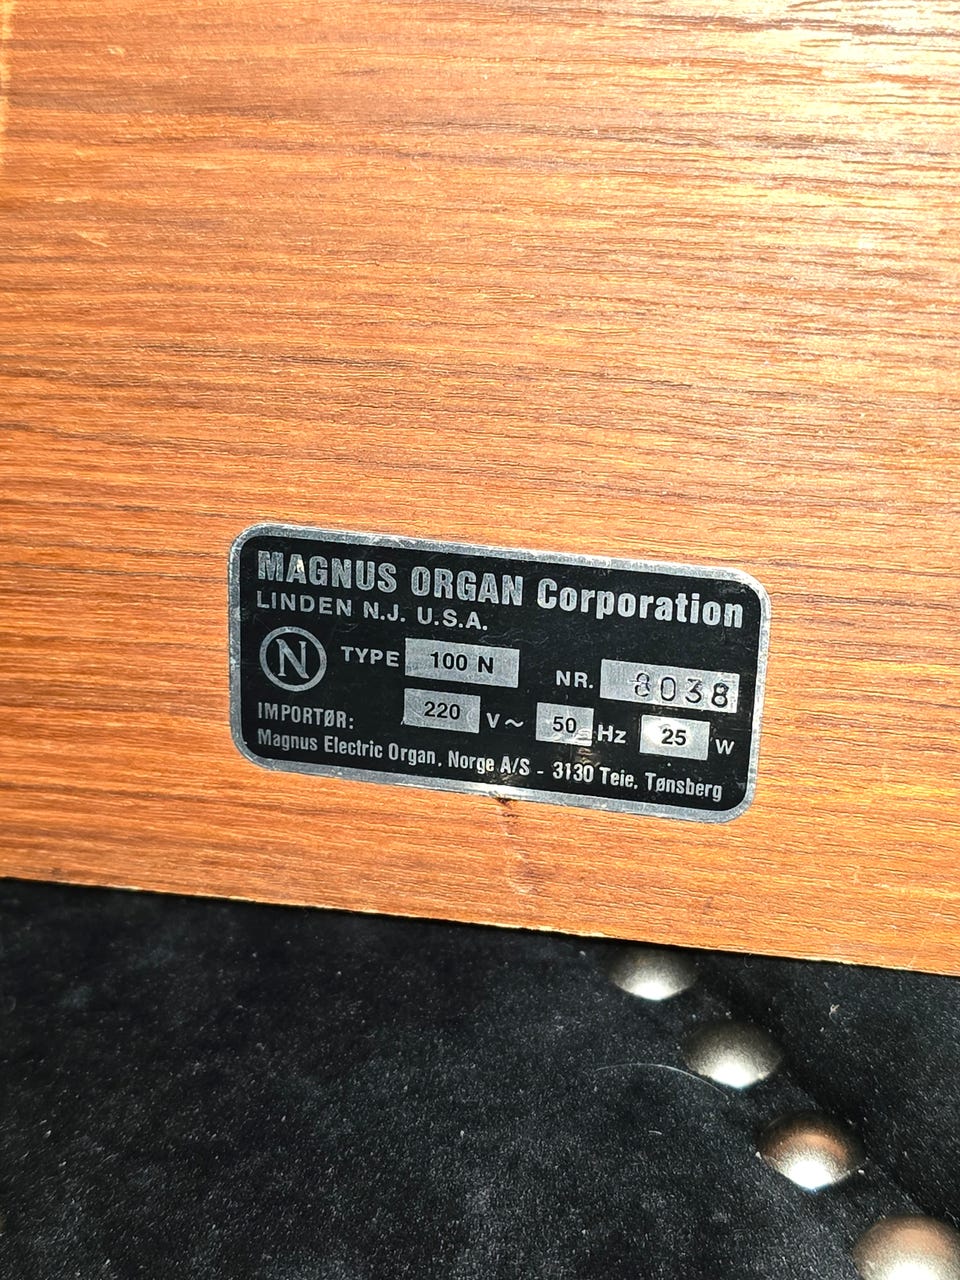 MAGNUS ORGAN Corporation
LINDEN N.J. U.S.A.
N TYPE 100 N NR. 8038
220 V~ 50 Hz 25 W
IMPORTØR:
Magnus Electric Organ, Norge A/S - 3130 Teie, Tønsberg